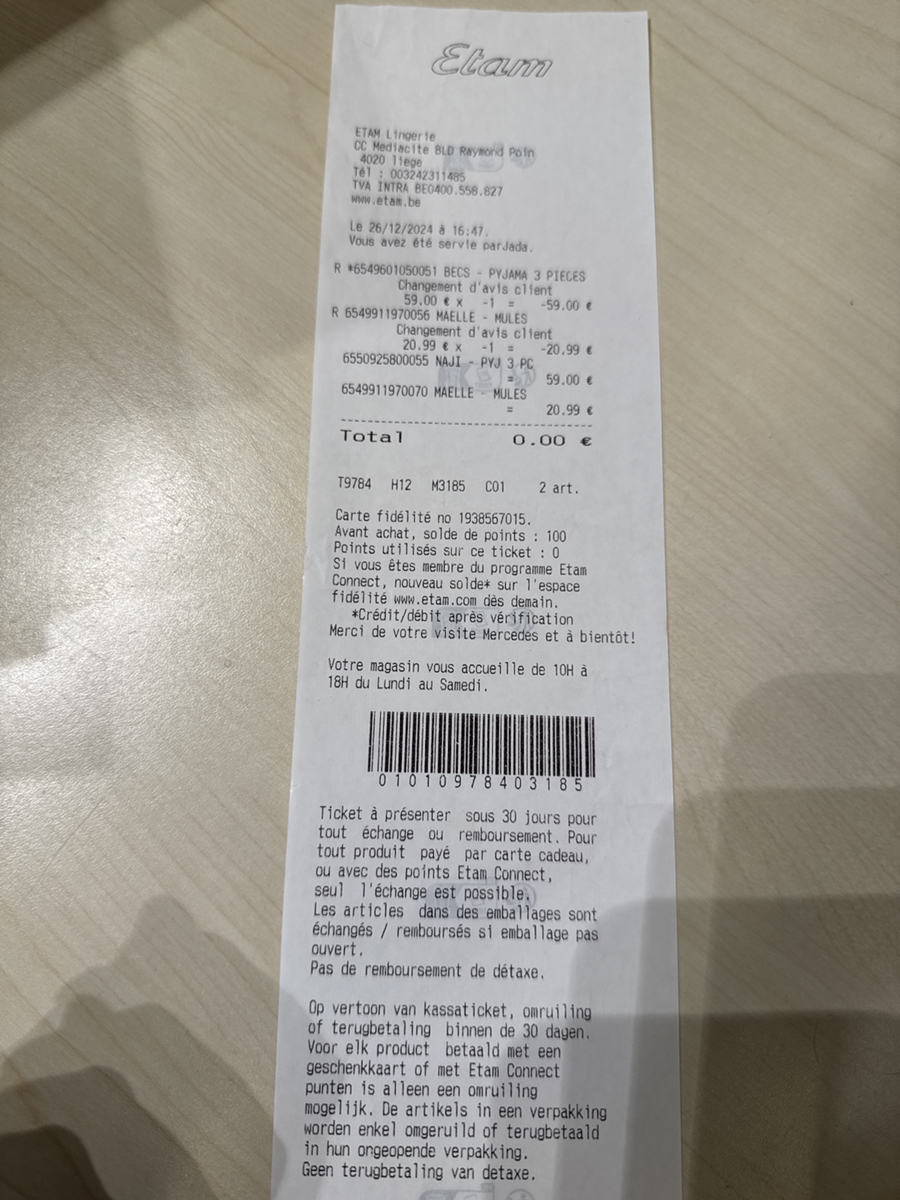 Etam
ETAM Lingerie
CC Mediacite BLD Raymond Poin
4020 liege
Tél : 003242311485
TVA INTRA BE0400.558.827
www.etam.be
Le 26/12/2024 à 16:47.
Vous avez été servie parJada.
R *6549601050051 BECS - PYJAMA 3 PIECES
Changement d'avis client
59.00 € x -1 = -59.00 €
R 6549911970056 MAELLE - MULES
Changement d'avis client
20.99 € x -1 = -20.99 €
6550925800055 NAJI - PYJ 3 PC
= 59.00 €
6549911970070 MAELLE - MULES
= 20.99 €
Total 0.00 €
T9784 H12 M3185 C01 2 art.
Carte fidélité no 1938567015.
Avant achat, solde de points : 100
Points utilisés sur ce ticket : 0
Si vous êtes membre du programme Etam
Connect, nouveau solde* sur l'espace
fidélité www.etam.com dès demain.
*Crédit/débit après vérification
Merci de votre visite Mercedes et à bientôt!
Votre magasin vous accueille de 10H à
18H du Lundi au Samedi.
01010978403185
Ticket à présenter sous 30 jours pour
tout échange ou remboursement. Pour
tout produit payé par carte cadeau,
ou avec des points Etam Connect,
seul l'échange est possible.
Les articles dans des emballages sont
échangés / remboursés si emballage pas
ouvert.
Pas de remboursement de détaxe.
Op vertoon van kassaticket, omruiling
of terugbetaling binnen de 30 dagen.
Voor elk product betaald met een
geschenkkaart of met Etam Connect
punten is alleen een omruiling
mogelijk. De artikels in een verpakking
worden enkel omgeruild of terugbetaald
in hun ongeopende verpakking.
Geen terugbetaling van detaxe.